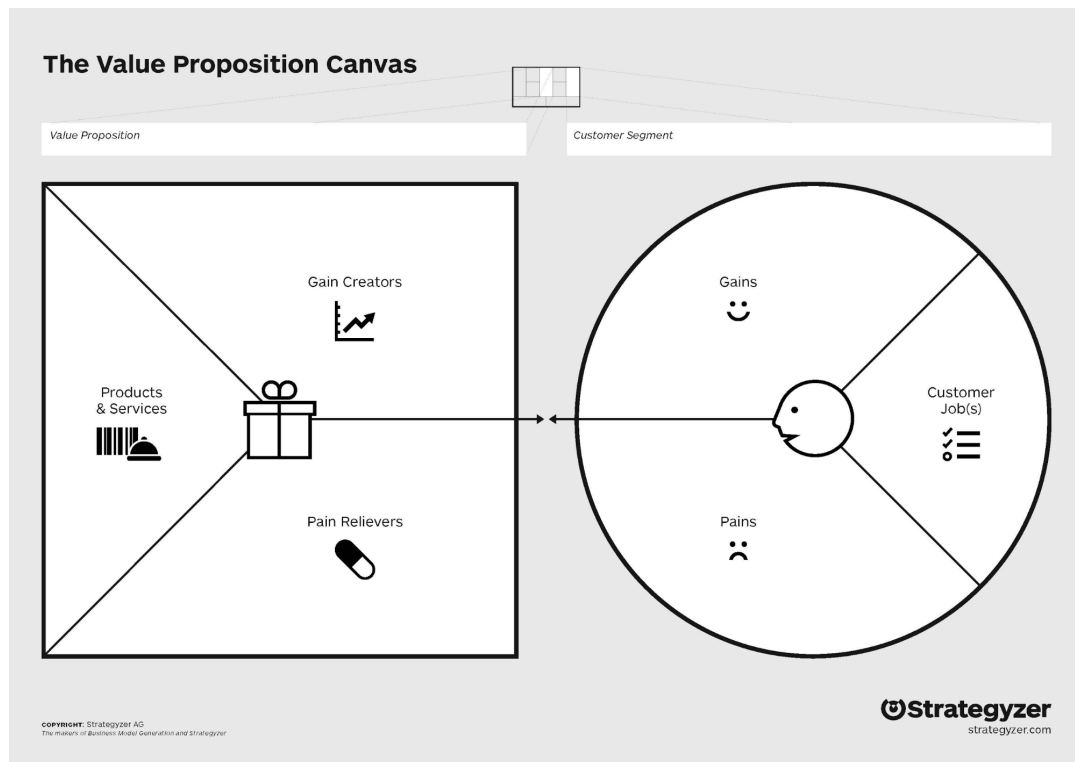 The Value Proposition Canvas
Value Proposition
Customer Segment
Gain Creators
Gains
Products
& Services
Customer
Job(s)
Pain Relievers
Pains
COPYRIGHT: Strategyzer AG
The makers of Business Model Generation and Strategyzer
Strategyzer
strategyzer.com